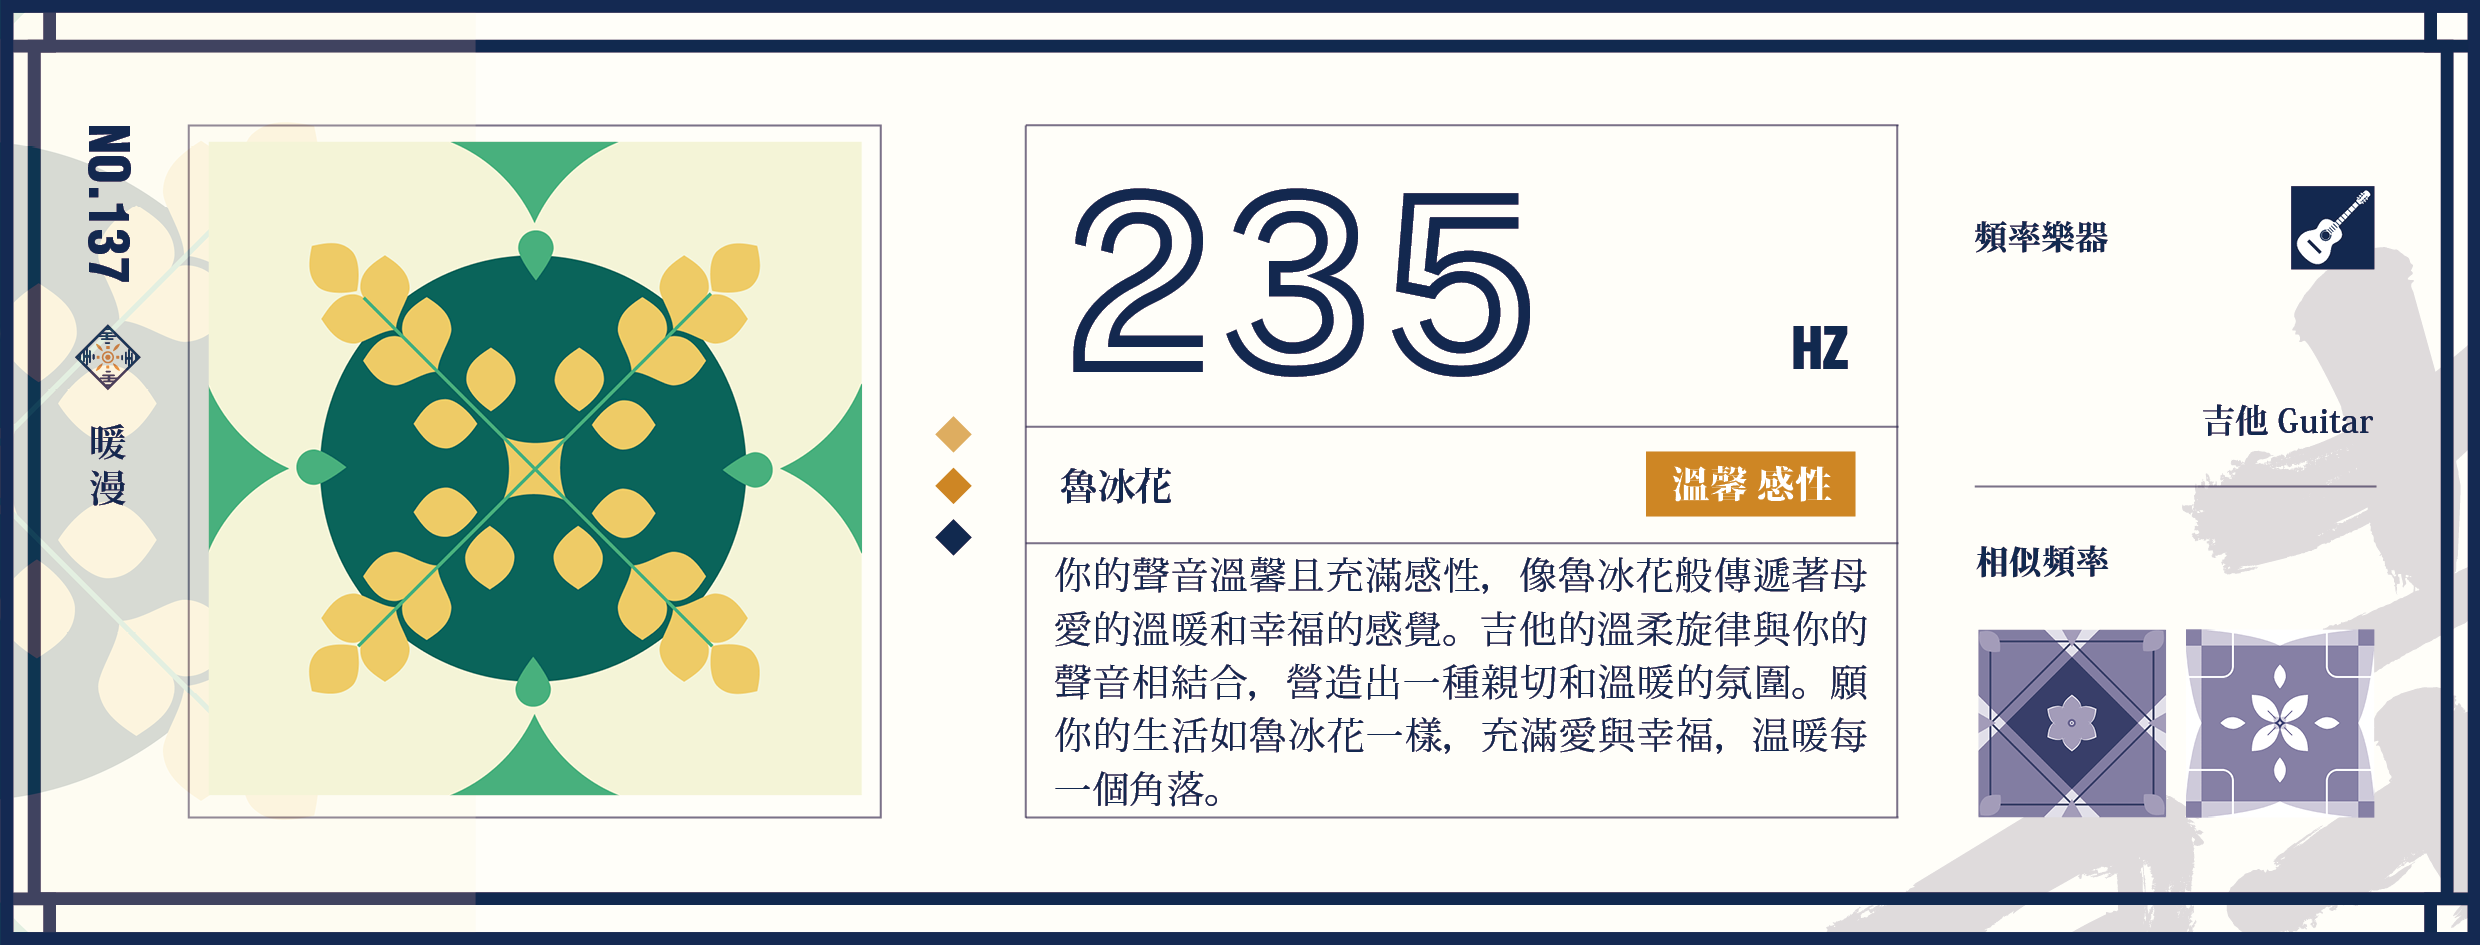 NO.137
暖漫
235
HZ
魯冰花
溫馨 感性
你的聲音溫馨且充滿感性，像魯冰花般傳遞著母
愛的溫暖和幸福的感覺。吉他的溫柔旋律與你的
聲音相結合，營造出一種親切和溫暖的氛圍。願
你的生活如魯冰花一樣，充滿愛與幸福，温暖每
一個角落。
頻率樂器
吉他 Guitar
相似頻率